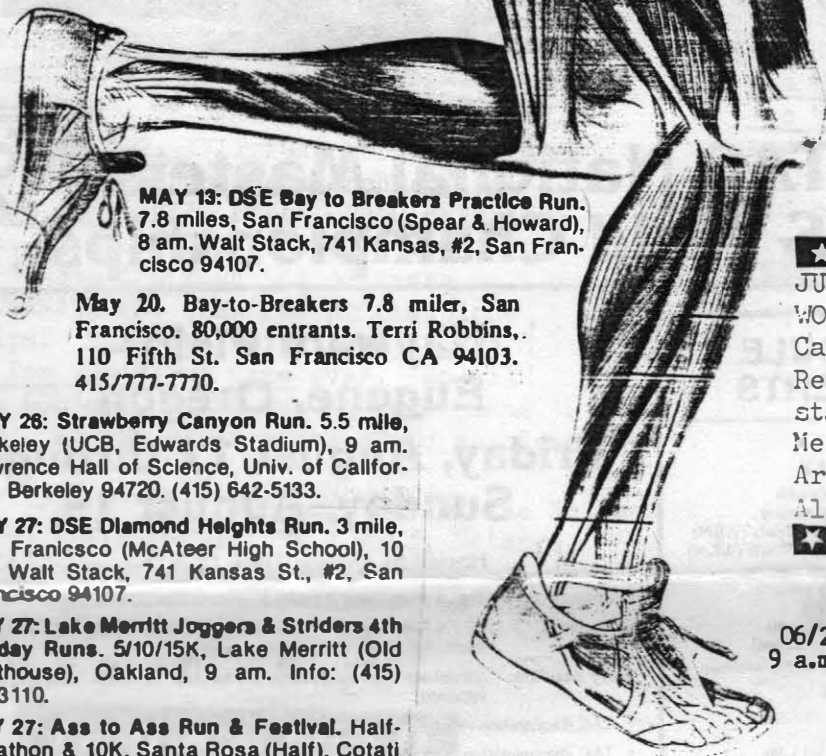 MAY 13: DSE Bay to Breakers Practice Run.
7.8 miles, San Francisco (Spear & Howard),
8 am. Walt Stack, 741 Kansas, #2, San Fran-
cisco 94107.
May 20. Bay-to-Breakers 7.8 miler, San
Francisco. 80,000 entrants. Terri Robbins,
110 Fifth St. San Francisco CA 94103.
415/777-7770.
Y 26: Strawberry Canyon Run. 5.5 mile,
keley (UCB, Edwards Stadium), 9 am.
wrence Hall of Science, Univ. of Califor-
Berkeley 94720. (415) 642-5133.
Y 27: DSE Diamond Heights Run. 3 mile,
Franicsco (McAteer High School), 10
Walt Stack, 741 Kansas St., #2, San
ncisco 94107.
Y 27: Lake Merritt Joggers & Striders 4th
day Runs. 5/10/15K, Lake Merritt (Old
thouse), Oakland, 9 am. Info: (415)
3110.
Y 27: Ass to Ass Run & Festival. Half-
athon & 10K, Santa Rosa (Half), Cotati
JU
WO
Ca
Re
sta
Me
Ar
Al
06/2
9 a.m
Eugene, Oregon
riday,
Sunday